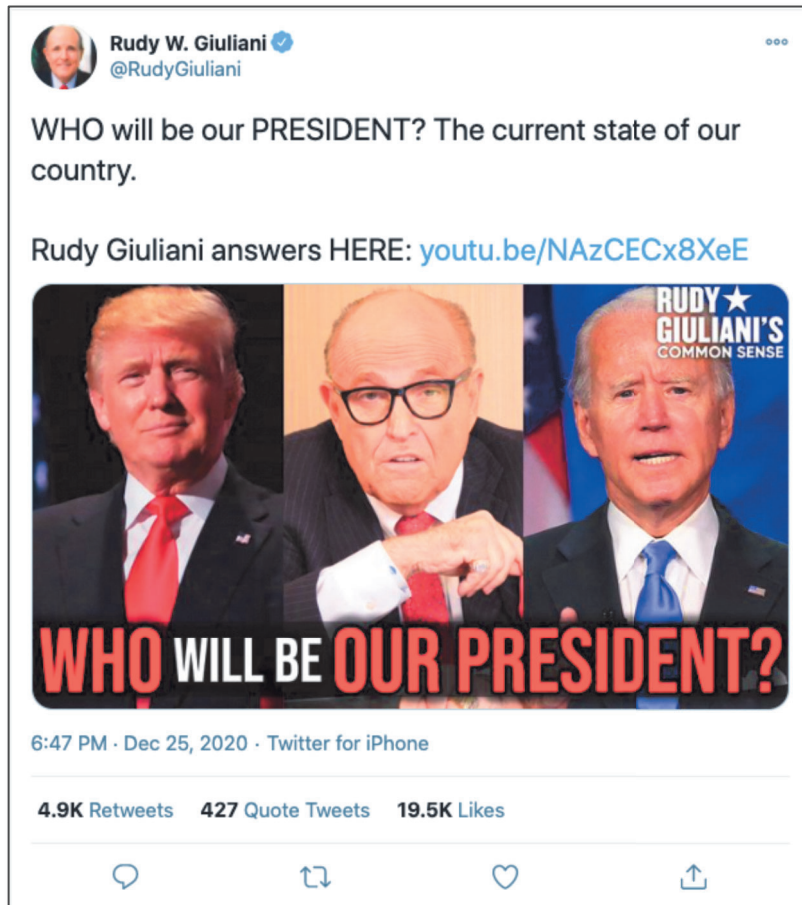 Rudy W. Giuliani
@RudyGiuliani
WHO will be our PRESIDENT? The current state of our
country.
Rudy Giuliani answers HERE: youtu.be/NAzCECx8XeE
RUDY★
GIULIANI'S
COMMON SENSE
WHO WILL BE OUR PRESIDENT?
6:47 PM · Dec 25, 2020 · Twitter for iPhone
4.9K Retweets 427 Quote Tweets 19.5K Likes